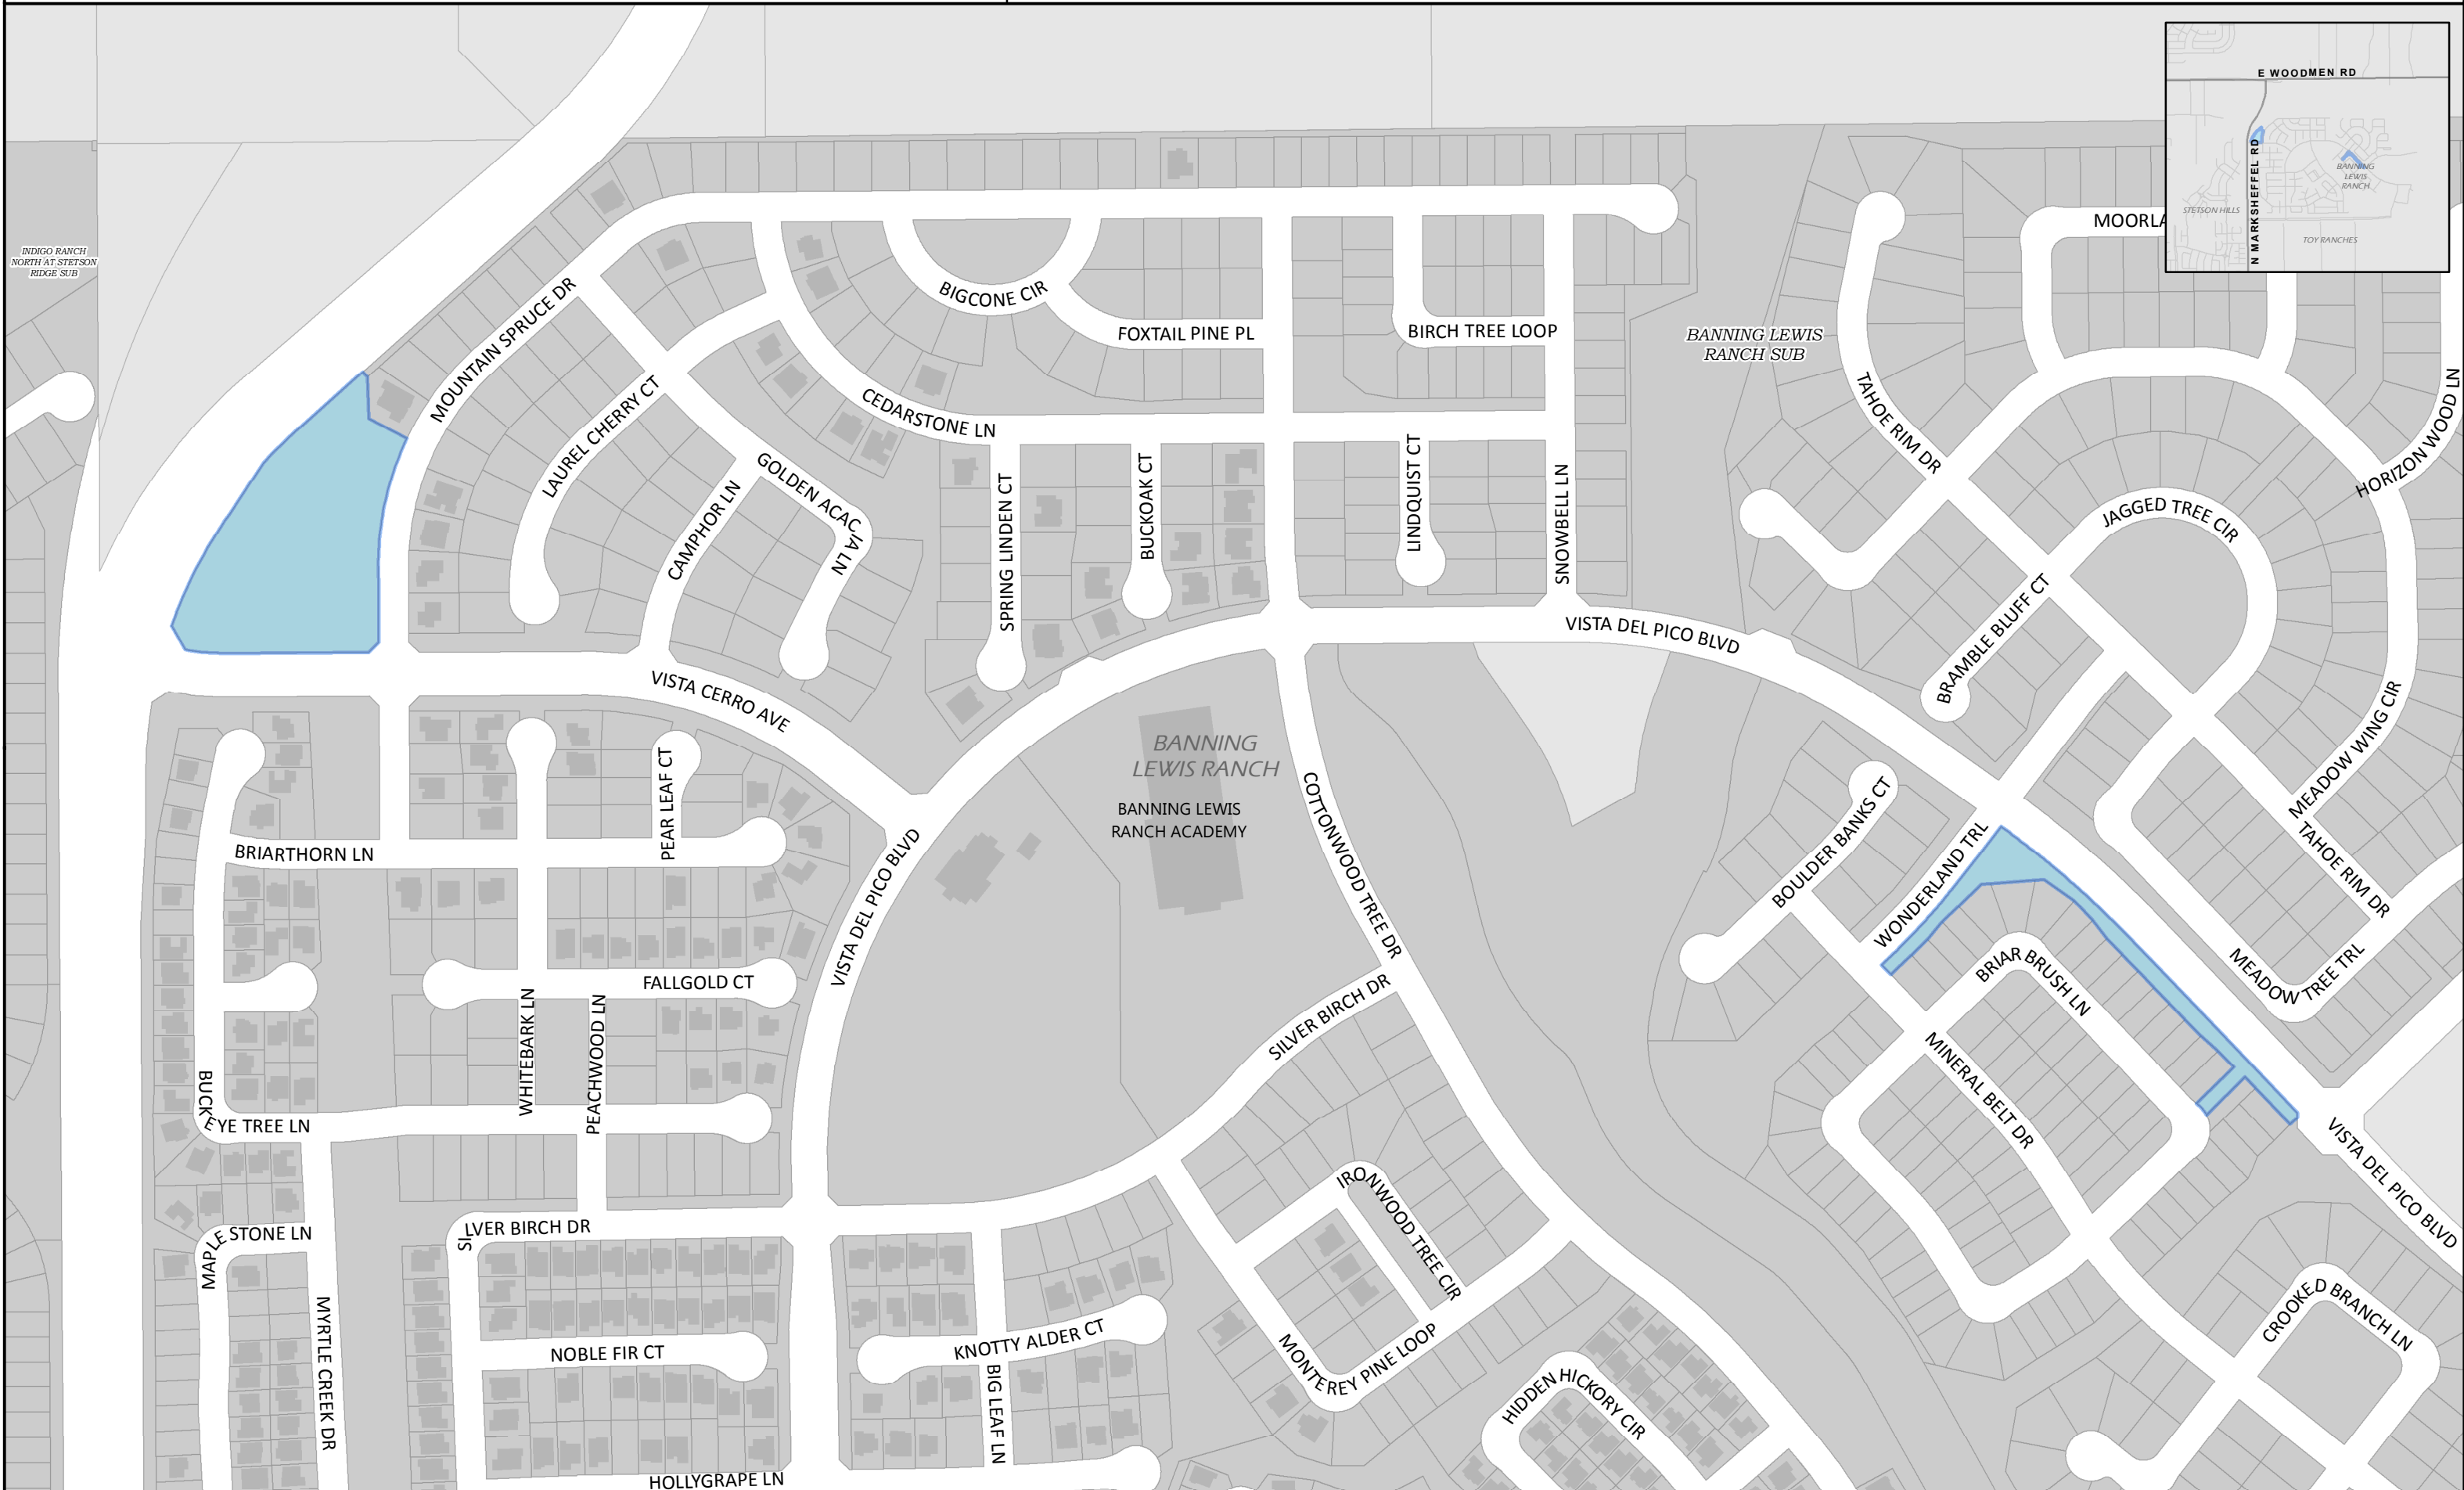 E WOODMEN RD
N MARKSHEFFEL RD
BANNING
LEWIS
RANCH
STETSON HILLS
TOY RANCHES
INDIGO RANCH
NORTH AT STETSON
RIDGE SUB
MOORLA
MOUNTAIN SPRUCE DR
BIGCONE CIR
FOXTAIL PINE PL
BIRCH TREE LOOP
BANNING LEWIS
RANCH SUB
TAHOE RIM DR
HORIZON WOOD LN
LAUREL CHERRY CT
CEDARSTONE LN
GOLDEN ACACIA LN
CAMPHOR LN
SPRING LINDEN CT
BUCKOAK CT
LINDQUIST CT
SNOWBELL LN
JAGGED TREE CIR
BRAMBLE BLUFF CT
VISTA DEL PICO BLVD
VISTA CERRO AVE
MEADOW WING CIR
BANNING
LEWIS RANCH
BANNING LEWIS
RANCH ACADEMY
COTTONWOOD TREE DR
PEAR LEAF CT
BRIARTHORN LN
VISTA DEL PICO BLVD
BOULDER BANKS CT
WONDERLAND TRL
TAHOE RIM DR
MEADOW TREE TRL
BRIAR BRUSH LN
FALLGOLD CT
WHITEBARK LN
PEACHWOOD LN
SILVER BIRCH DR
MINERAL BELT DR
BUCKEYE TREE LN
VISTA DEL PICO BLVD
IRONWOOD TREE CIR
SILVER BIRCH DR
MAPLE STONE LN
MYRTLE CREEK DR
NOBLE FIR CT
KNOTTY ALDER CT
BIG LEAF LN
MONTEREY PINE LOOP
HIDDEN HICKORY CIR
CROOKED BRANCH LN
HOLLYGRAPE LN